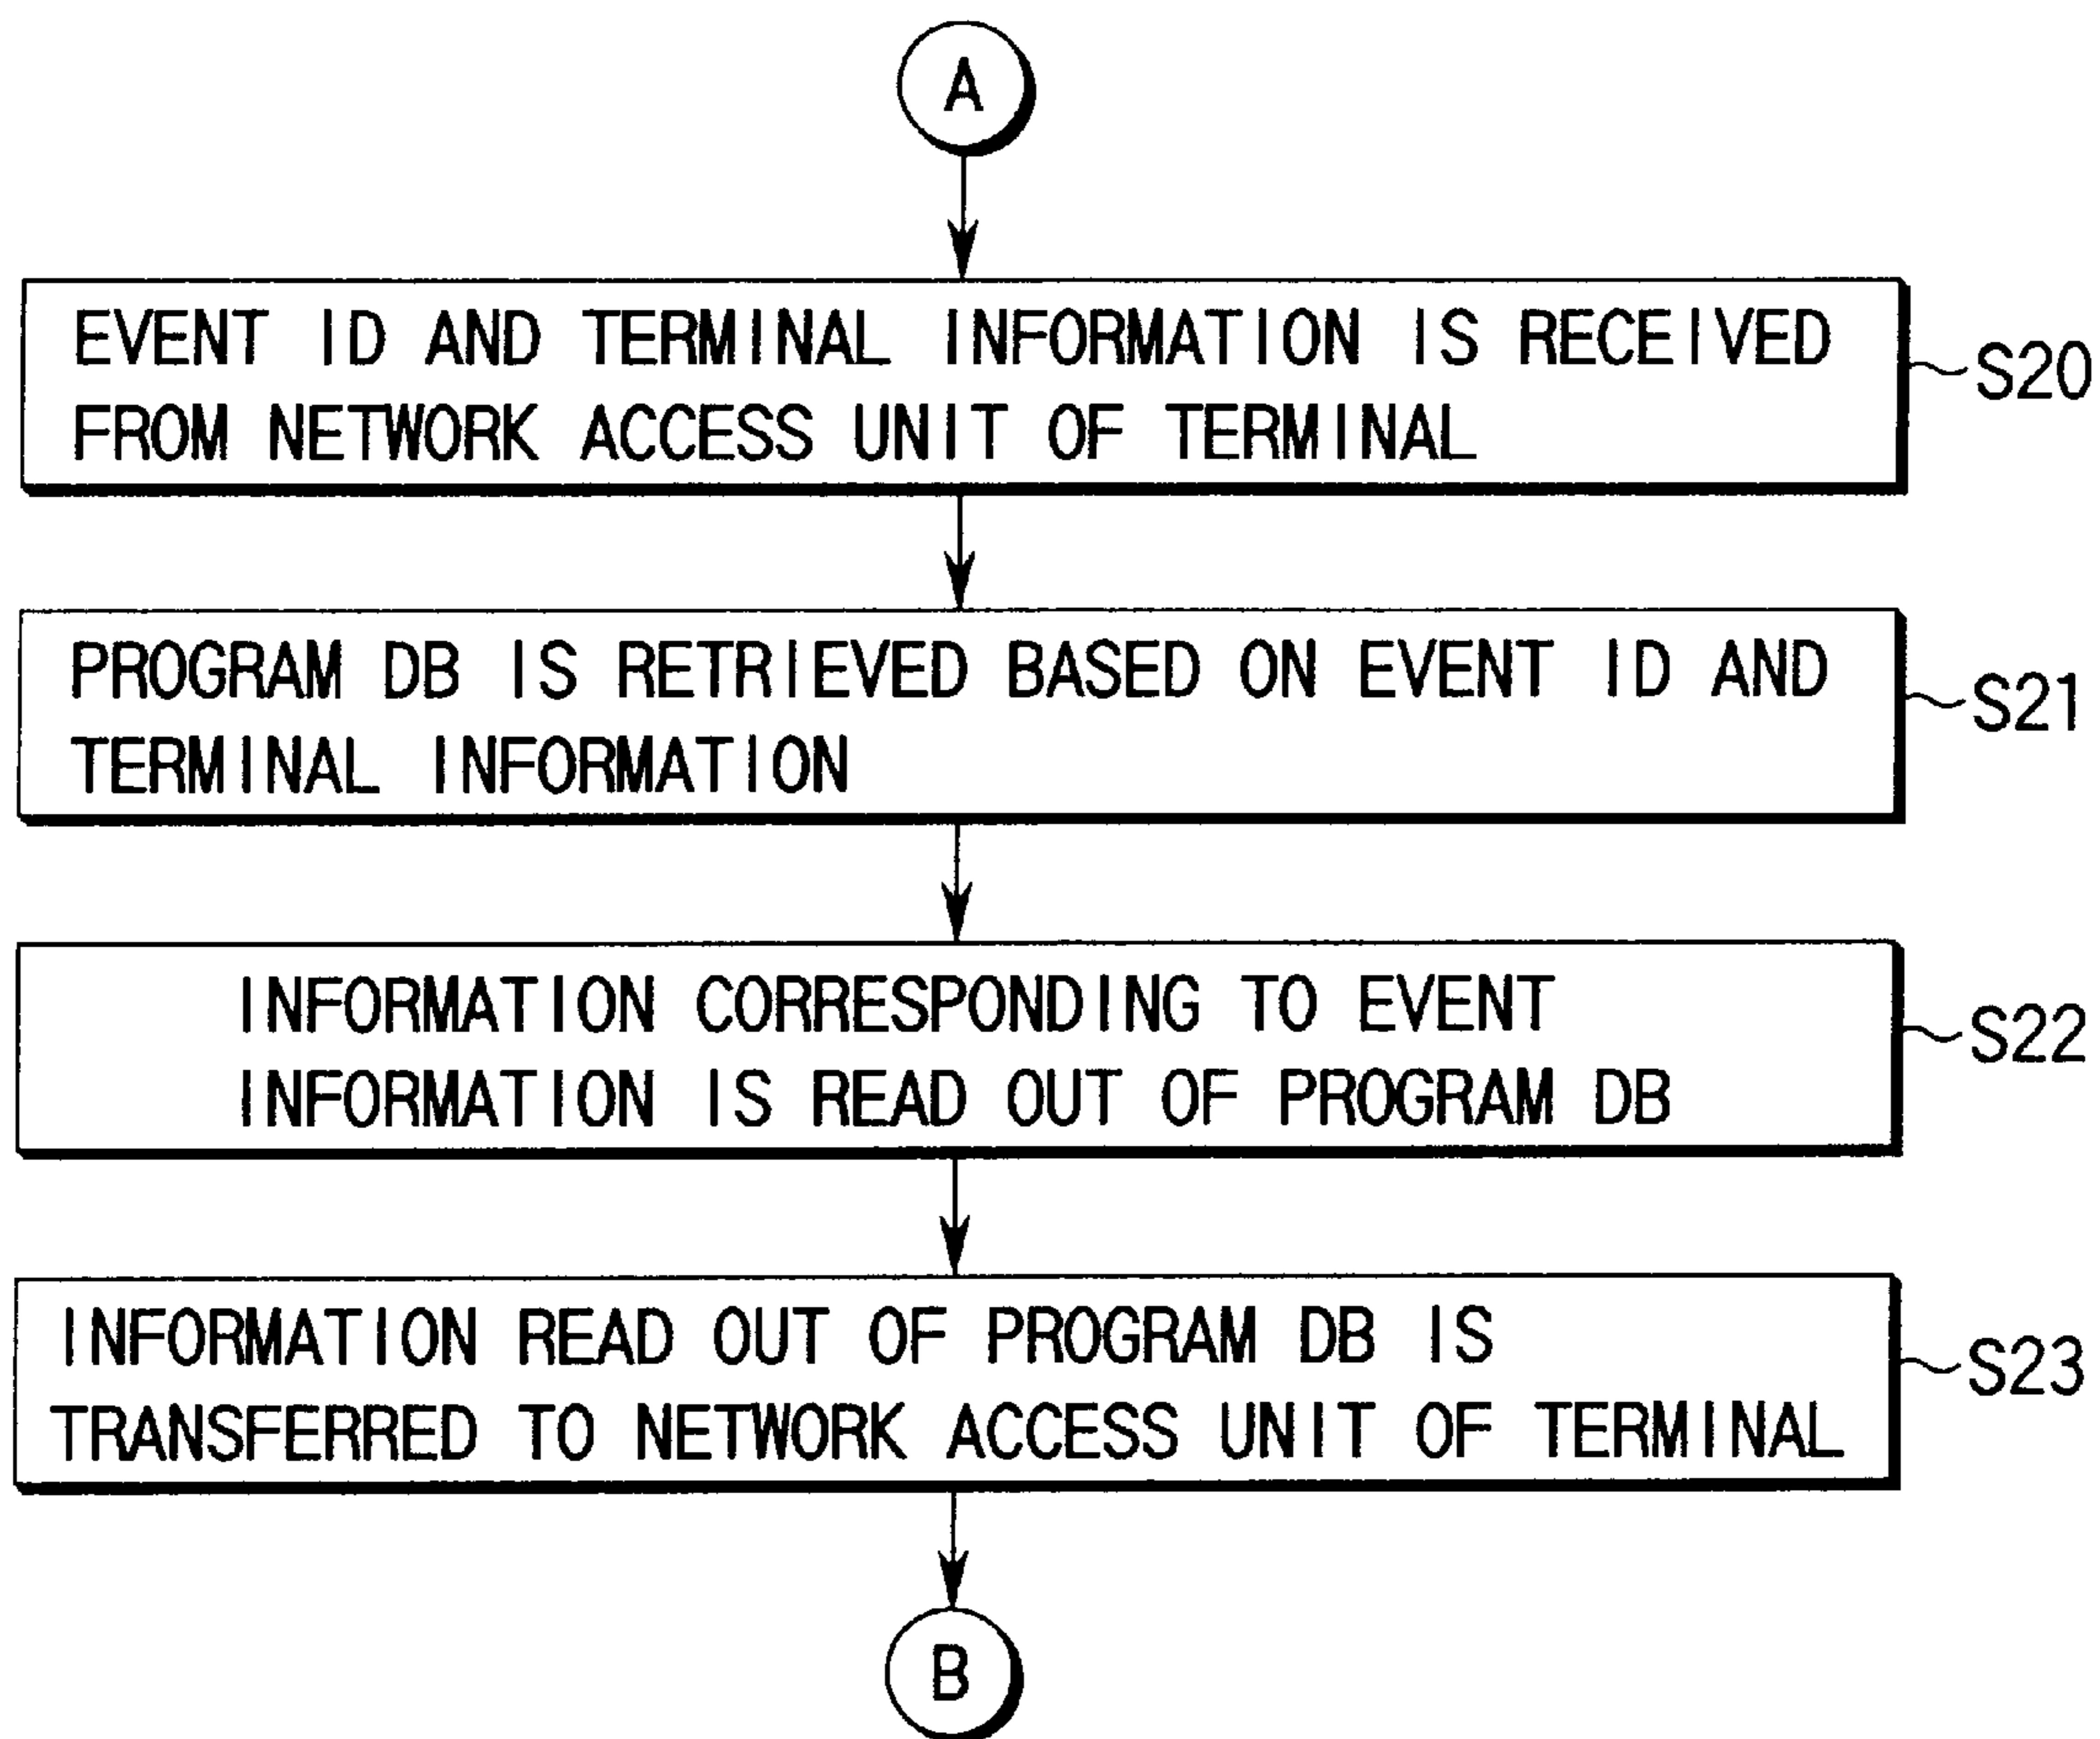 A
EVENT ID AND TERMINAL INFORMATION IS RECEIVED
FROM NETWORK ACCESS UNIT OF TERMINAL
S20
PROGRAM DB IS RETRIEVED BASED ON EVENT ID AND
TERMINAL INFORMATION
S21
INFORMATION CORRESPONDING TO EVENT
INFORMATION IS READ OUT OF PROGRAM DB
S22
INFORMATION READ OUT OF PROGRAM DB IS
TRANSFERRED TO NETWORK ACCESS UNIT OF TERMINAL
S23
B